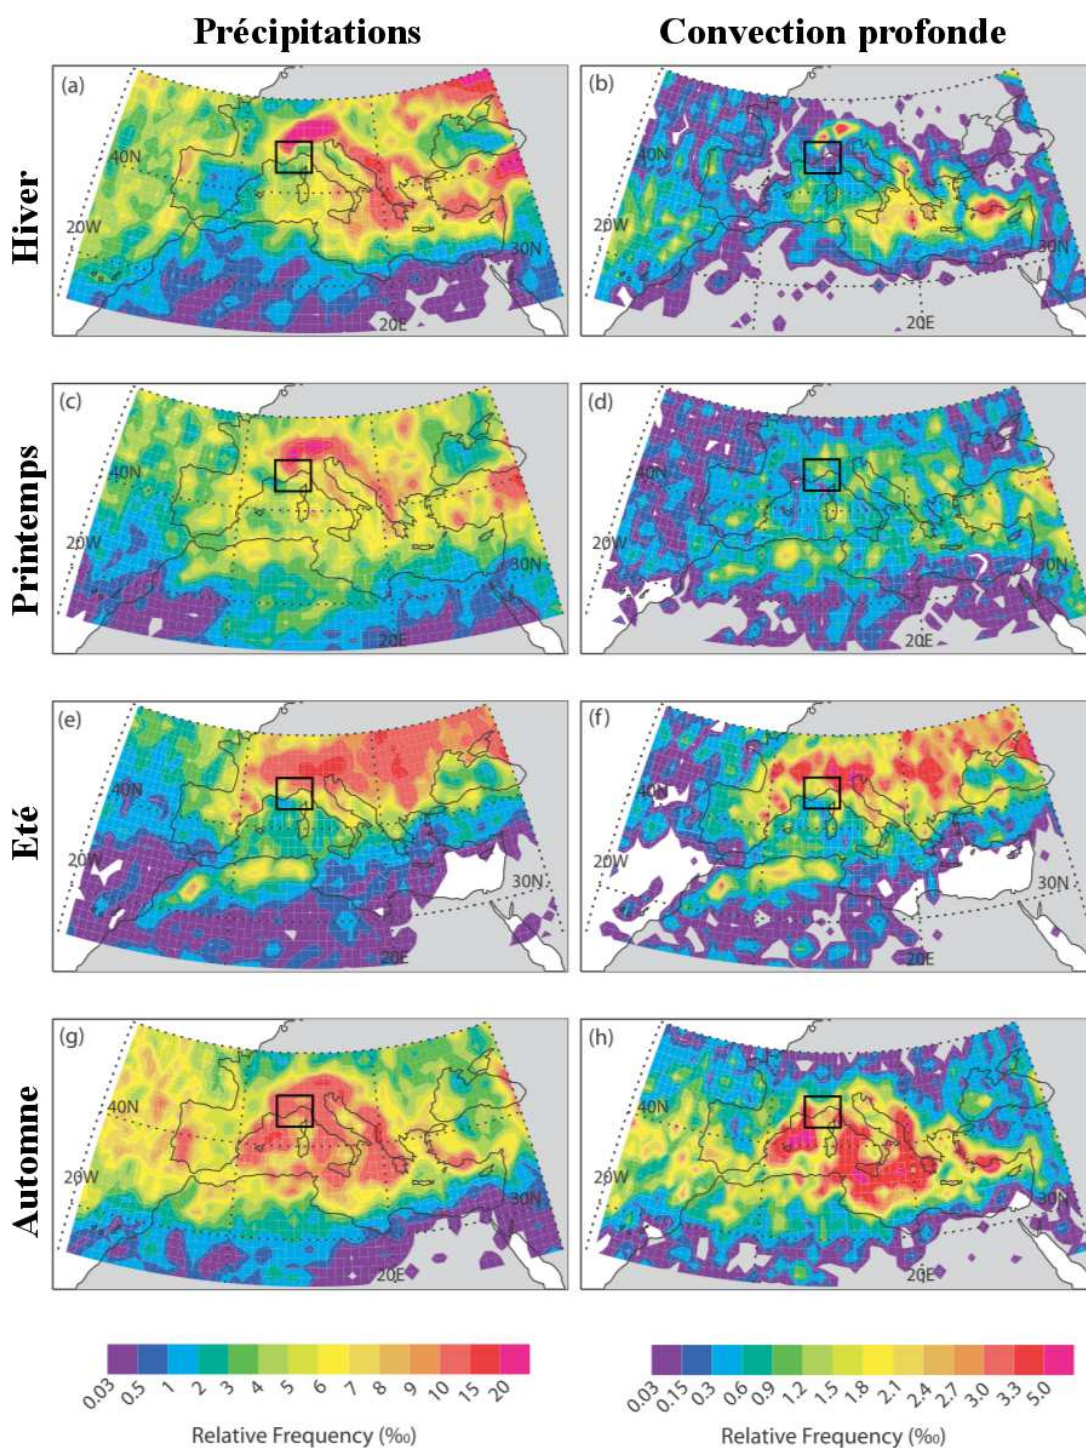 Précipitations
Convection profonde
Hiver
(a)
40N
20W
30N
20E
(b)
40N
20W
30N
20E
Printemps
(c)
40N
20W
30N
20E
(d)
40N
20W
30N
20E
Eté
(e)
40N
20W
30N
20E
(f)
40N
20W
30N
20E
Automne
(g)
40N
20W
30N
20E
(h)
40N
20W
30N
20E
0.03 0.5 1 2 3 4 5 6 7 8 9 10 15 20
Relative Frequency (‰)
0.03 0.15 0.3 0.6 0.9 1.2 1.5 1.8 2.1 2.4 2.7 3.0 3.3 5.0
Relative Frequency (‰)